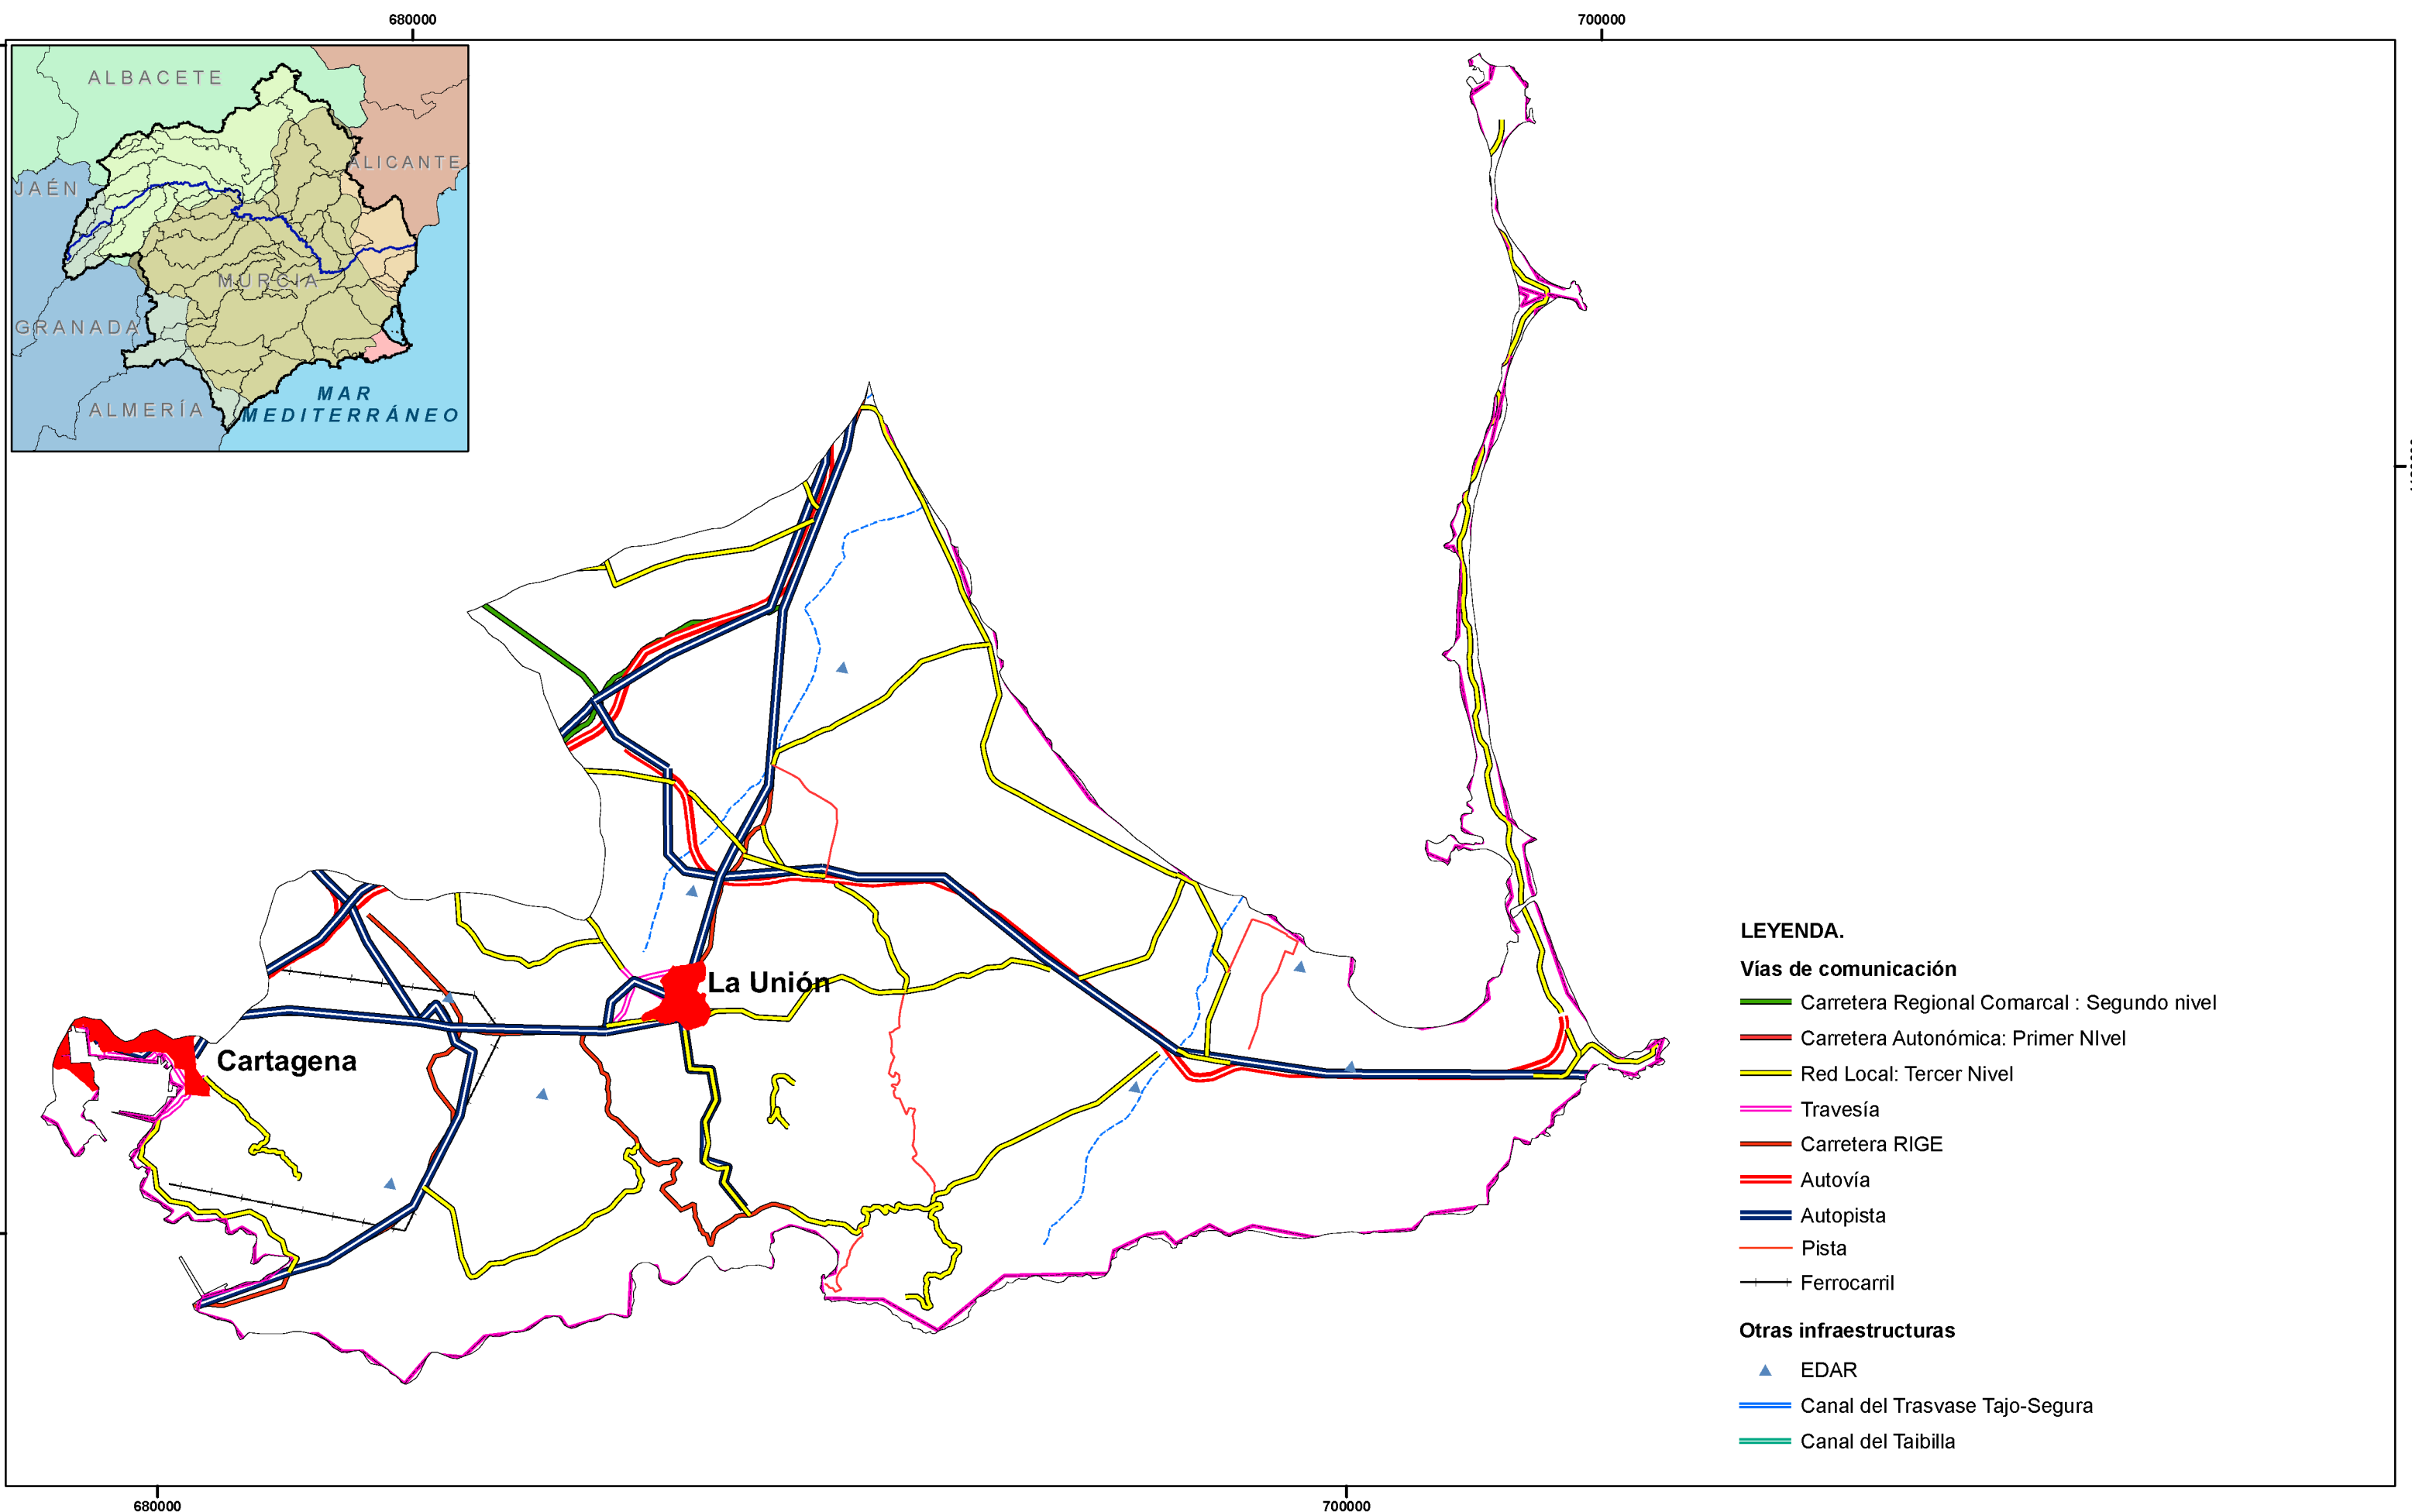 680000
700000
ALBACETE
ALICANTE
JAÉN
MURCIA
GRANADA
MAR
MEDITERRÁNEO
ALMERÍA
La Unión
Cartagena
LEYENDA.
Vías de comunicación
Carretera Regional Comarcal : Segundo nivel
Carretera Autonómica: Primer NIvel
Red Local: Tercer Nivel
Travesía
Carretera RIGE
Autovía
Autopista
Pista
Ferrocarril
Otras infraestructuras
EDAR
Canal del Trasvase Tajo-Segura
Canal del Taibilla
680000
700000